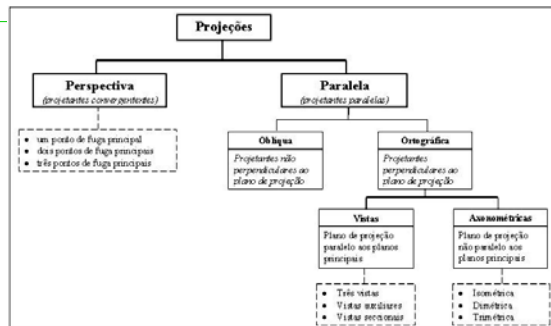 Projeções
Perspectiva
(projetantes convergentes)
• um ponto de fuga principal
• dois pontos de fuga principais
• três pontos de fuga principais
Paralela
(projetantes paralelas)
Oblíqua
Projetantes não
perpendiculares ao
plano de projeção
Ortográfica
Projetantes
perpendiculares ao
plano de projeção
Vistas
Plano de projeção
paralelo aos planos
principais
• Três vistas
• Vistas auxiliares
• Vistas seccionais
Axonométricas
Plano de projeção
não paralelo aos
planos principais
• Isométrica
• Dimétrica
• Trimétrica